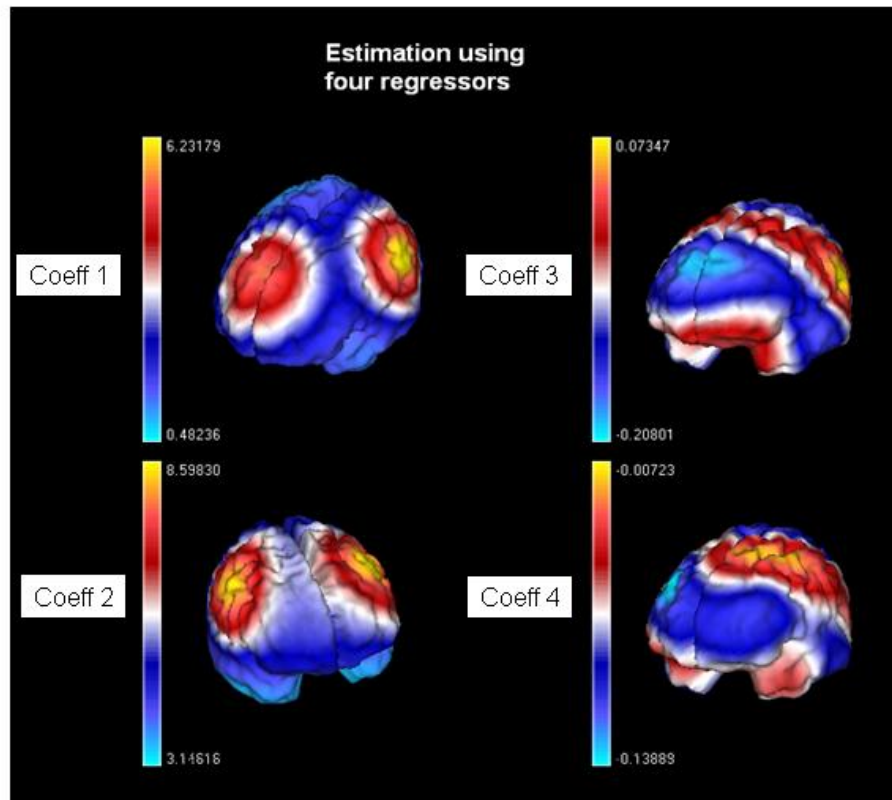 Estimation using
four regressors
6.23179
Coeff 1
0.48236
0.07347
Coeff 3
-0.20801
8.59830
Coeff 2
3.14616
-0.00723
Coeff 4
-0.13889